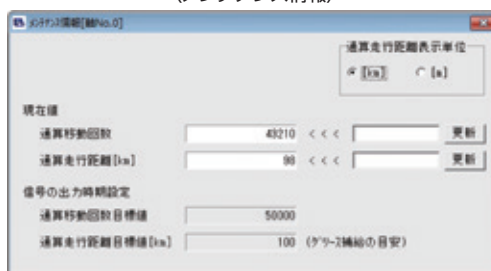 (メンテナンス情報)
メンテナンス情報[軸No.0]
通算走行距離表示単位
[km] [m]
現在値
通算移動回数 43210 <<< 更新
通算走行距離[km] 98 <<< 更新
信号の出力時期設定
通算移動回数目標値 50000
通算走行距離目標値[km] 100 (グリース補給の目安)